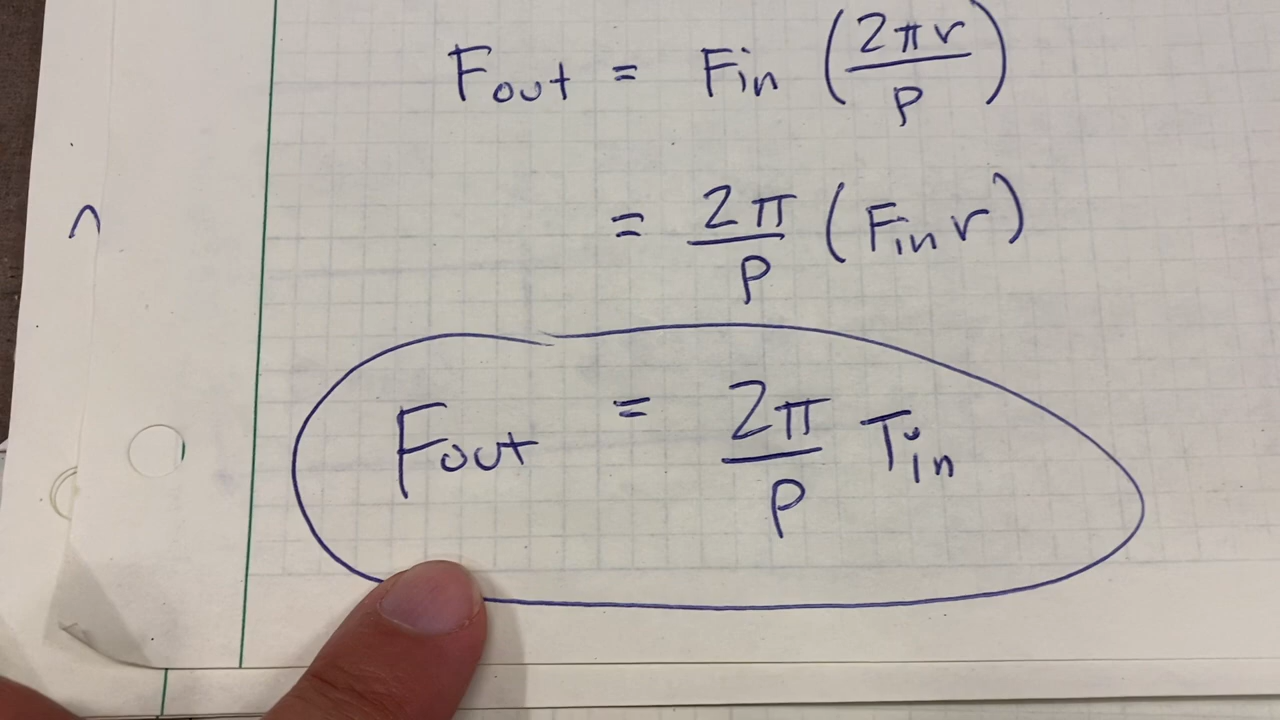 Fout = Fin (2πr/P)
= 2π/P (Fin r)
Fout = 2π/P Tin